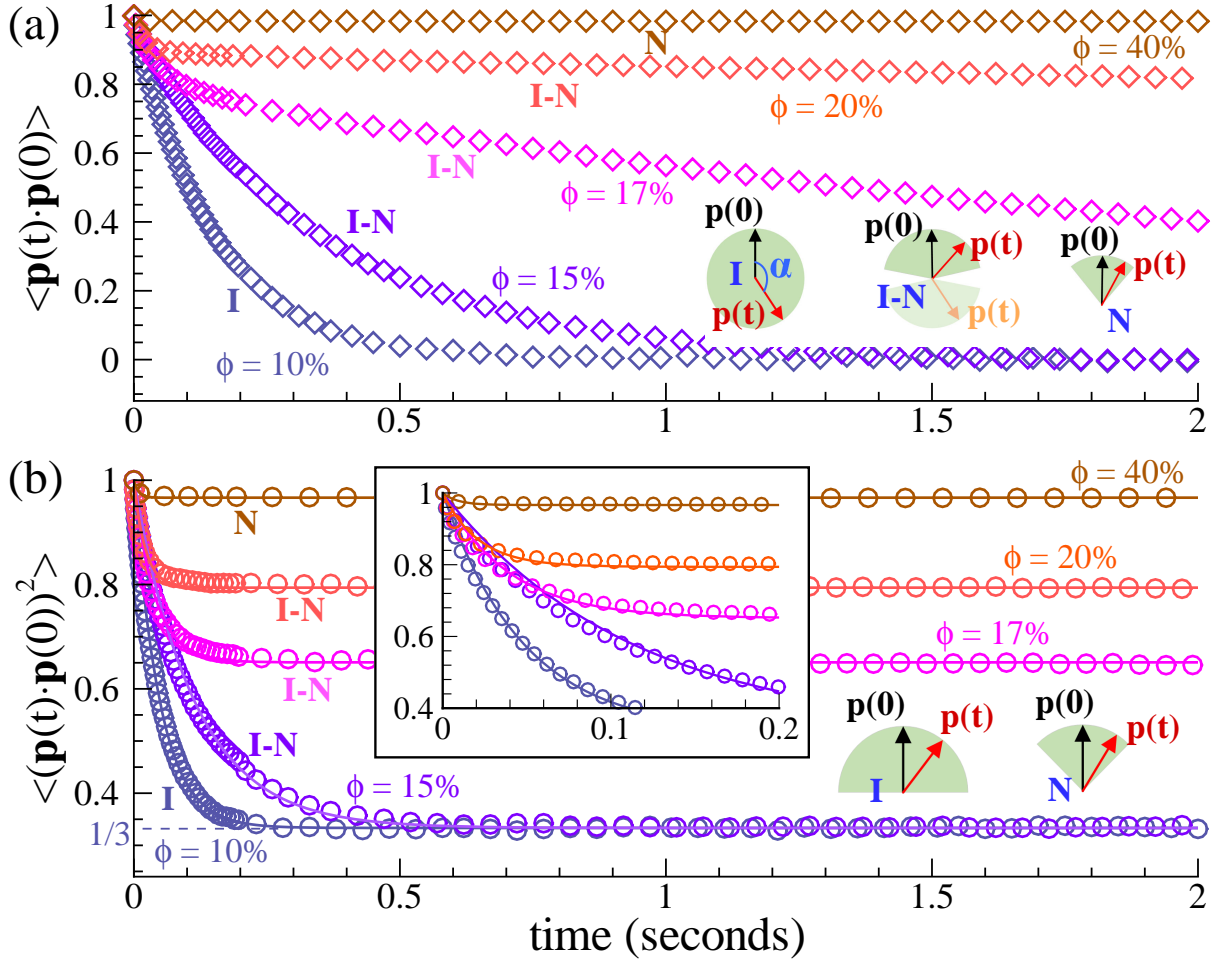 (a)
1
0.8
0.6
0.4
0.2
0
<p(t)·p(0)>
N
ϕ = 40%
I-N
ϕ = 20%
I-N
ϕ = 17%
I-N
ϕ = 15%
I
ϕ = 10%
p(0)
I
α
p(t)
p(0)
p(t)
I-N
p(t)
p(0)
p(t)
N
0
0.5
1
1.5
2
(b)
1
0.8
0.6
0.4
1/3
<(p(t)·p(0))²>
N
ϕ = 40%
I-N
ϕ = 20%
I-N
ϕ = 17%
I-N
ϕ = 15%
I
ϕ = 10%
1
0.8
0.6
0.4
0
0.1
0.2
p(0)
p(t)
I
p(0)
p(t)
N
0
0.5
1
1.5
2
time (seconds)